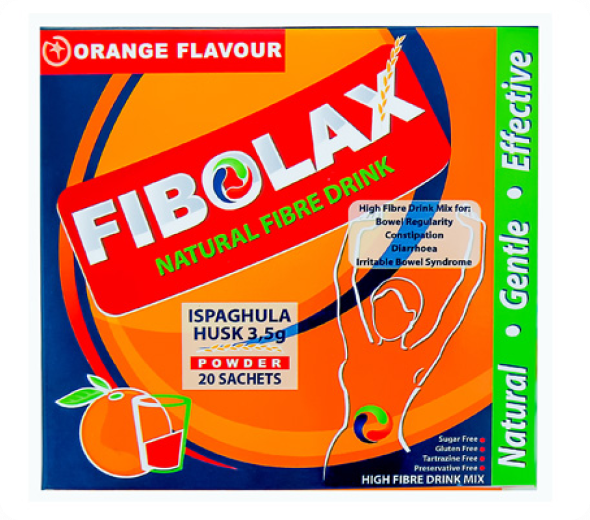 ORANGE FLAVOUR
FIBOLAX
NATURAL FIBRE DRINK
High Fibre Drink Mix for:
Bowel Regularity
Constipation
Diarrhoea
Irritable Bowel Syndrome
ISPAGHULA
HUSK 3,5g
POWDER
20 SACHETS
Sugar Free
Gluten Free
Tartrazine Free
Preservative Free
HIGH FIBRE DRINK MIX
Natural • Gentle • Effective